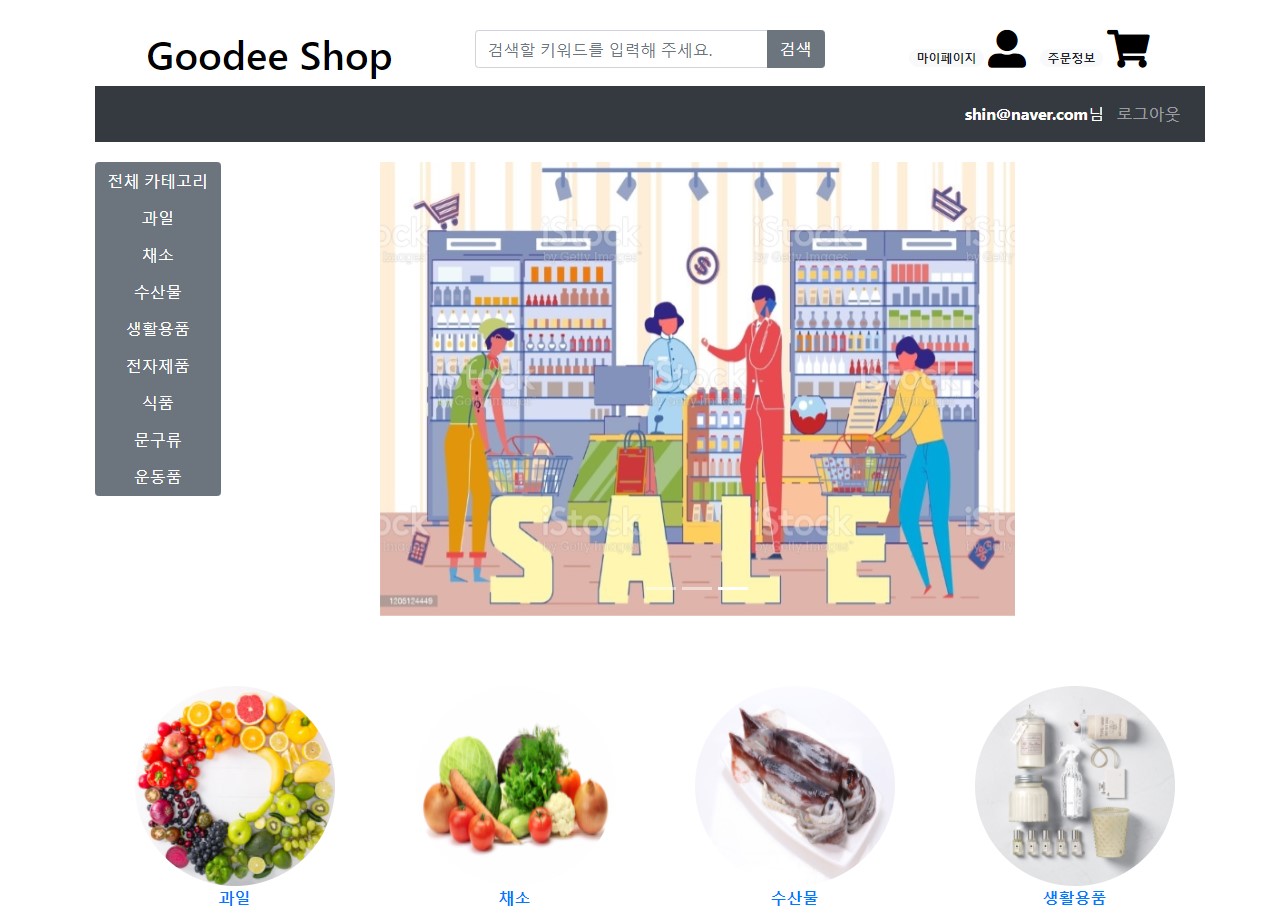 Goodee Shop
검색할 키워드를 입력해 주세요.
검색
마이페이지
주문정보
shin@naver.com님 로그아웃
전체 카테고리
과일
채소
수산물
생활용품
전자제품
식품
문구류
운동품
iStock
by Getty Images
SALE
1206124446
과일
채소
수산물
생활용품